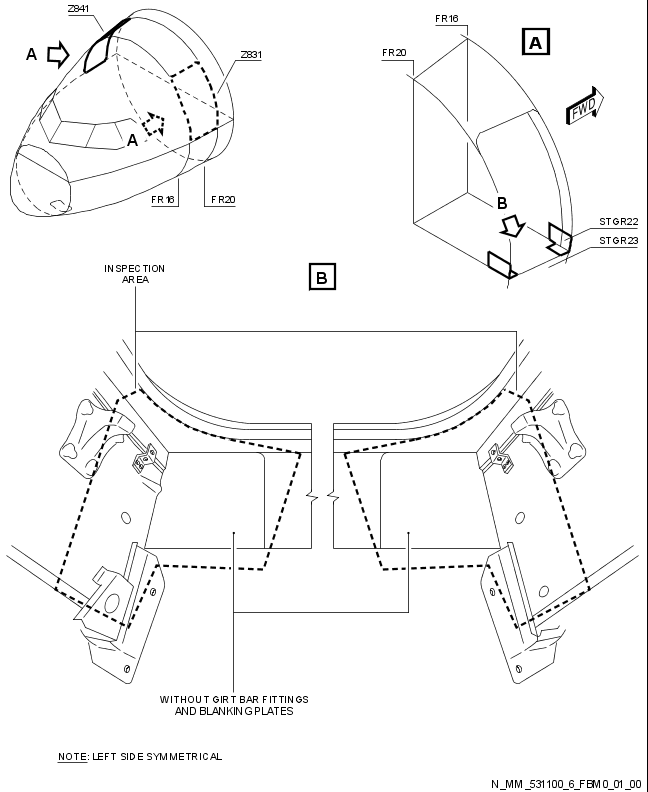 Z841
A
Z831
A
FR16
FR20
FR16
A
FR20
FWD
B
STGR22
STGR23
INSPECTION
AREA
B
WITHOUT GIRT BAR FITTINGS
AND BLANKING PLATES
NOTE: LEFT SIDE SYMMETRICAL
N_MM_531100_6_FBM0_01_00